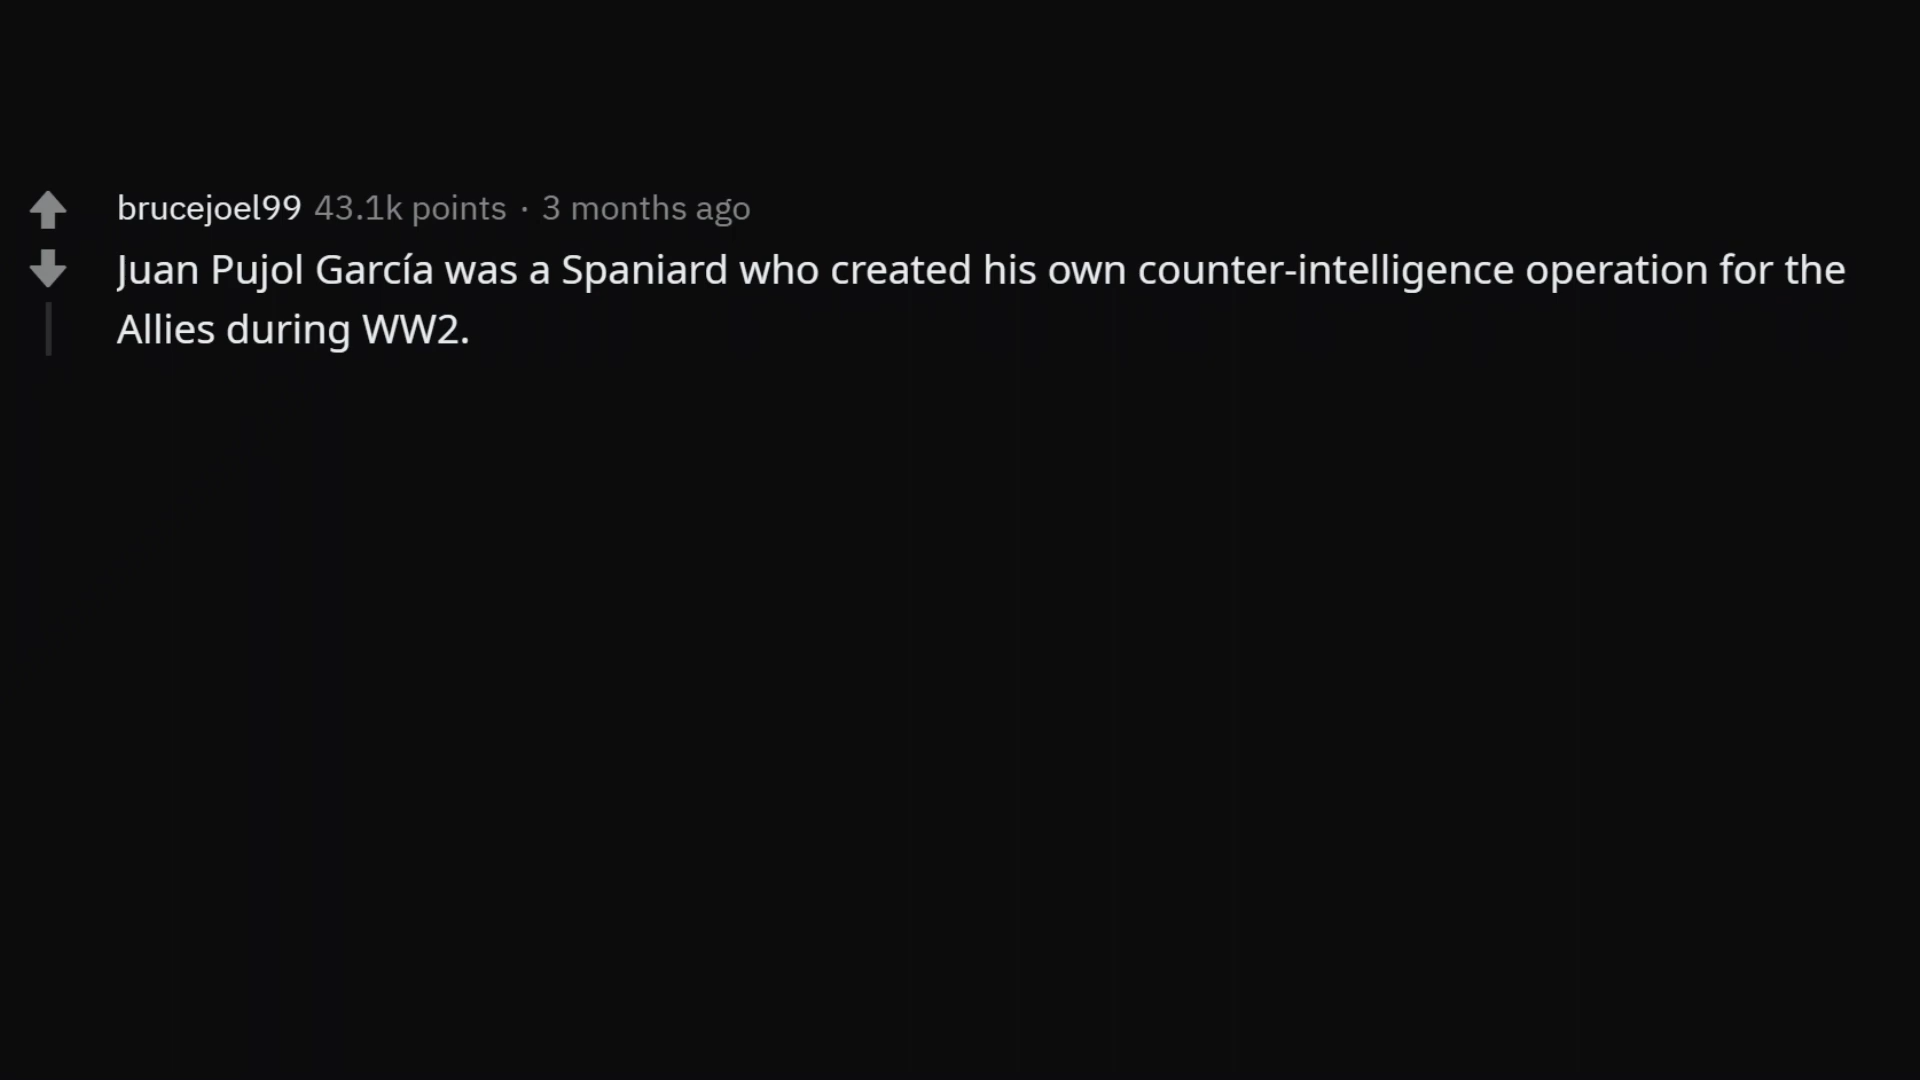 brucejoel99 43.1k points · 3 months ago
Juan Pujol García was a Spaniard who created his own counter-intelligence operation for the
Allies during WW2.